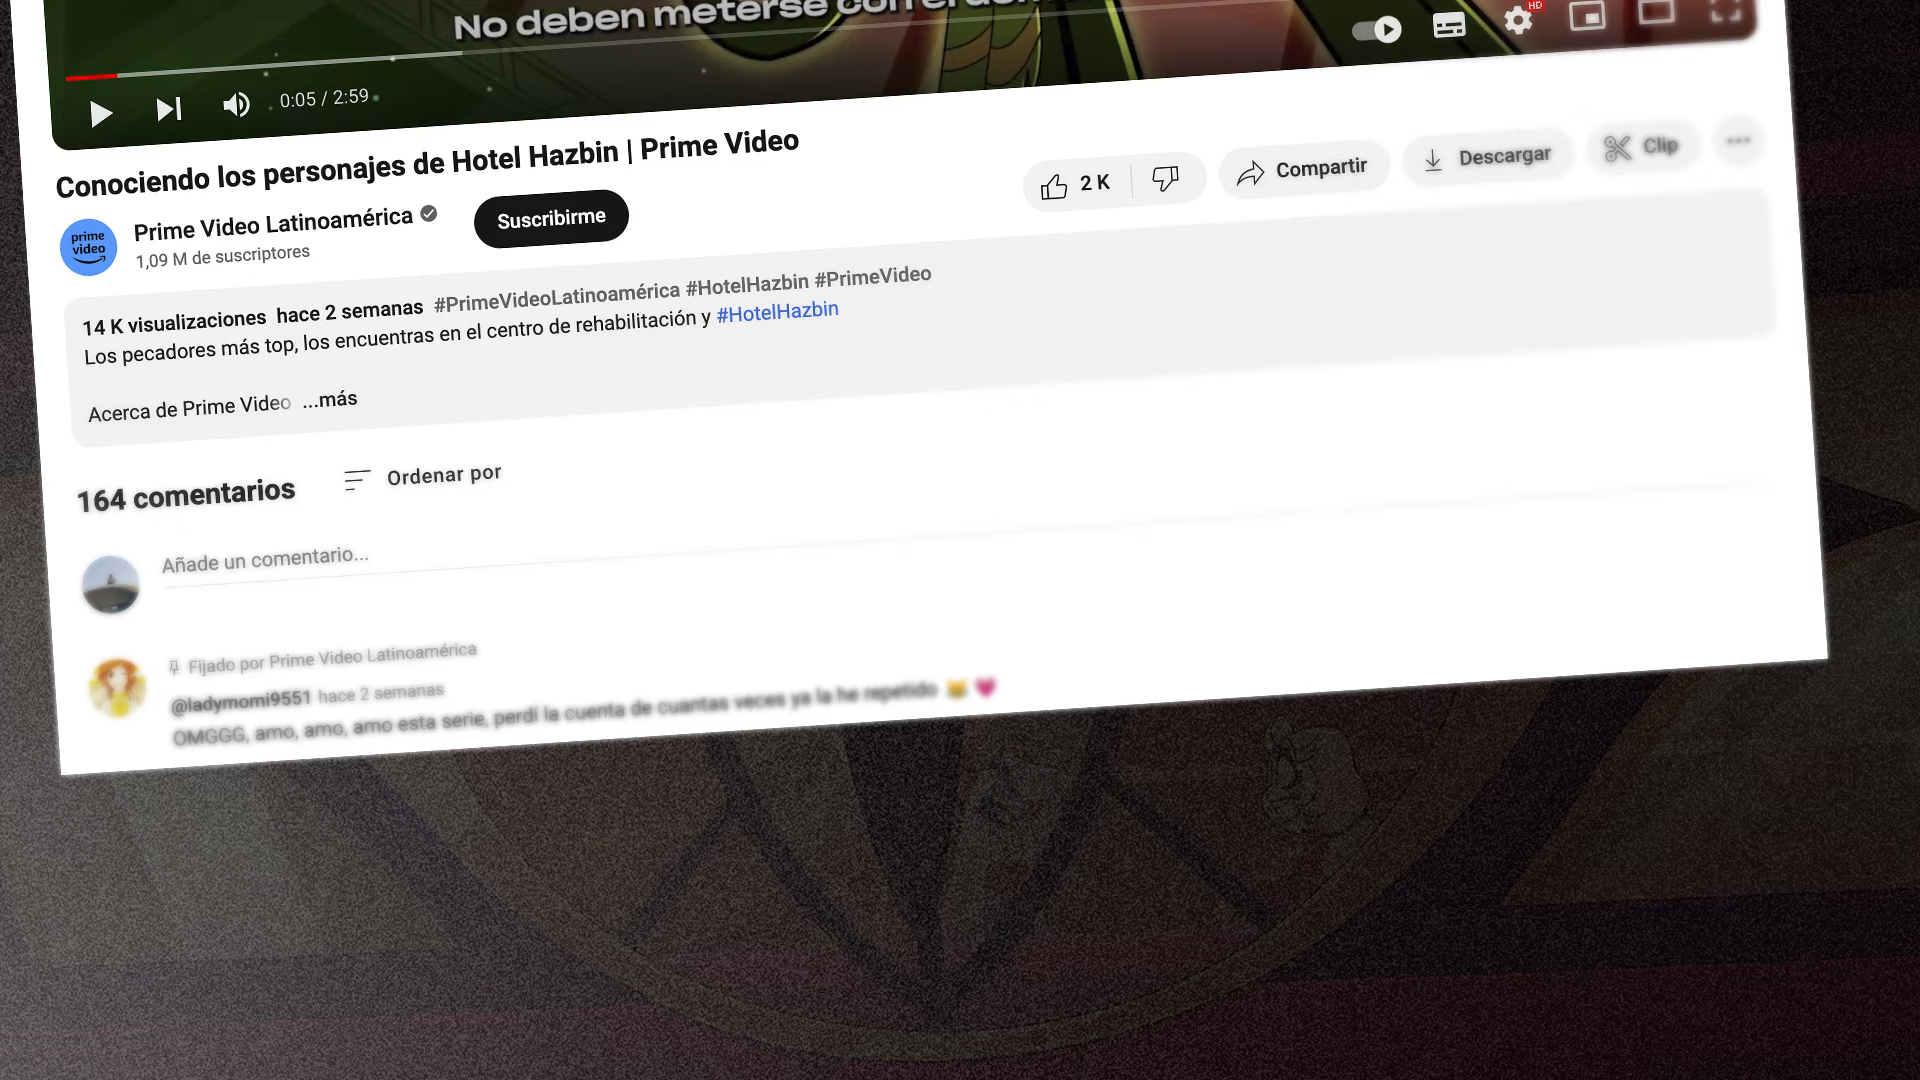 No deben meterse con el
HD
0:05 / 2:59
Conociendo los personajes de Hotel Hazbin | Prime Video
prime
video
Prime Video Latinoamérica
1,09 M de suscriptores
Suscribirme
2 K
Compartir
Descargar
Clip
14 K visualizaciones hace 2 semanas #PrimeVideoLatinoamérica #HotelHazbin #PrimeVideo
Los pecadores más top, los encuentras en el centro de rehabilitación y #HotelHazbin
Acerca de Prime Video ...más
164 comentarios
Ordenar por
Añade un comentario...
Fijado por Prime Video Latinoamérica
@ladymomi9551 hace 2 semanas
OMGGG, amo, amo, amo esta serie, perdí la cuenta de cuantas veces ya la he repetido 😹 💗